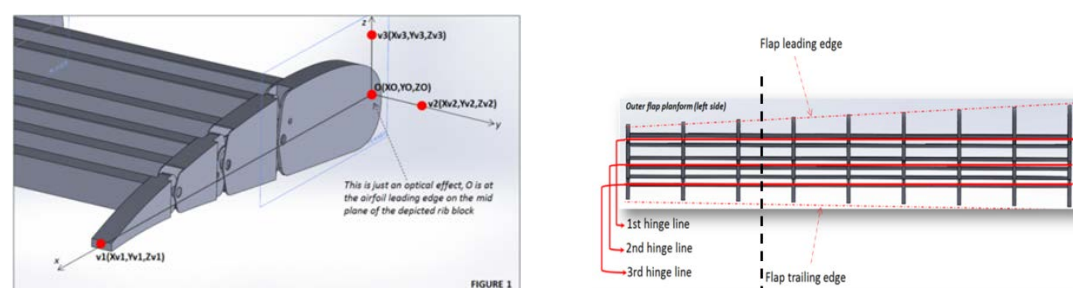 z
v3(Xv3,Yv3,Zv3)
O(XO,YO,ZO)
v2(Xv2,Yv2,Zv2)
y
This is just an optical effect, O is at
the airfoil leading edge on the mid
plane of the depicted rib block
v1(Xv1,Yv1,Zv1)
x
FIGURE 1
Flap leading edge
Outer flap planform (left side)
1st hinge line
2nd hinge line
3rd hinge line
Flap trailing edge